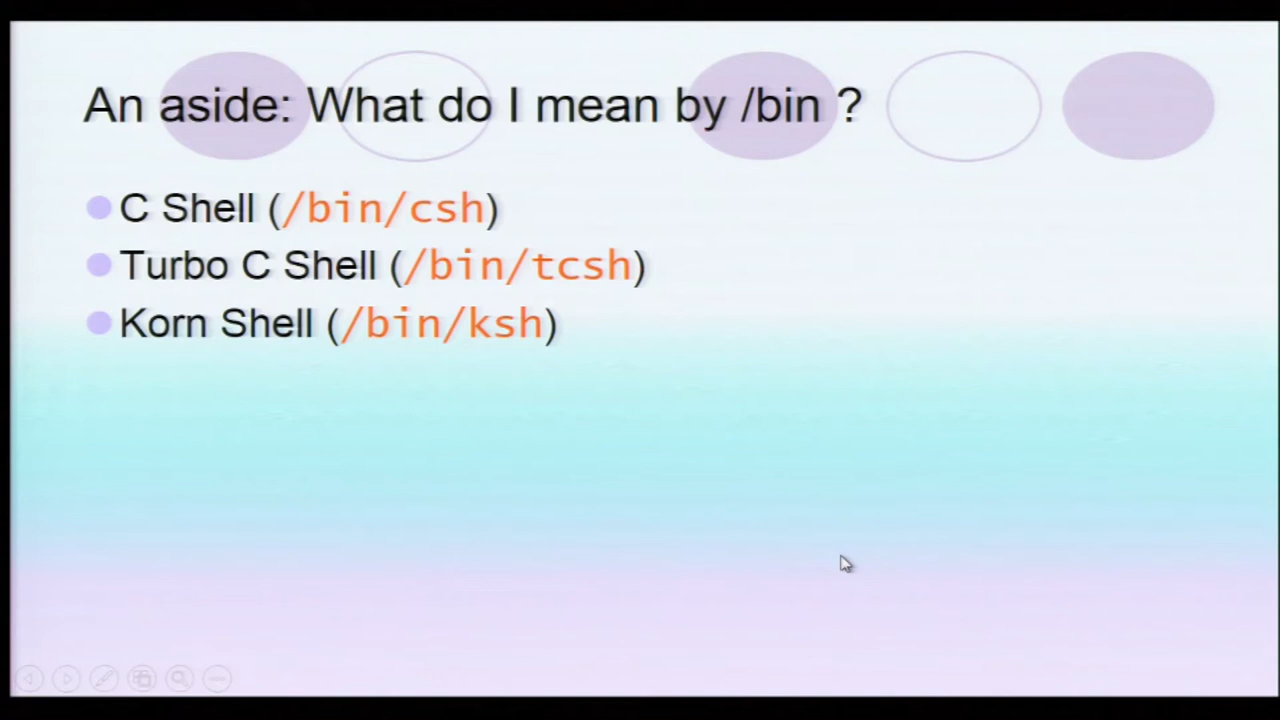 An aside: What do I mean by /bin ?
C Shell (/bin/csh)
Turbo C Shell (/bin/tcsh)
Korn Shell (/bin/ksh)